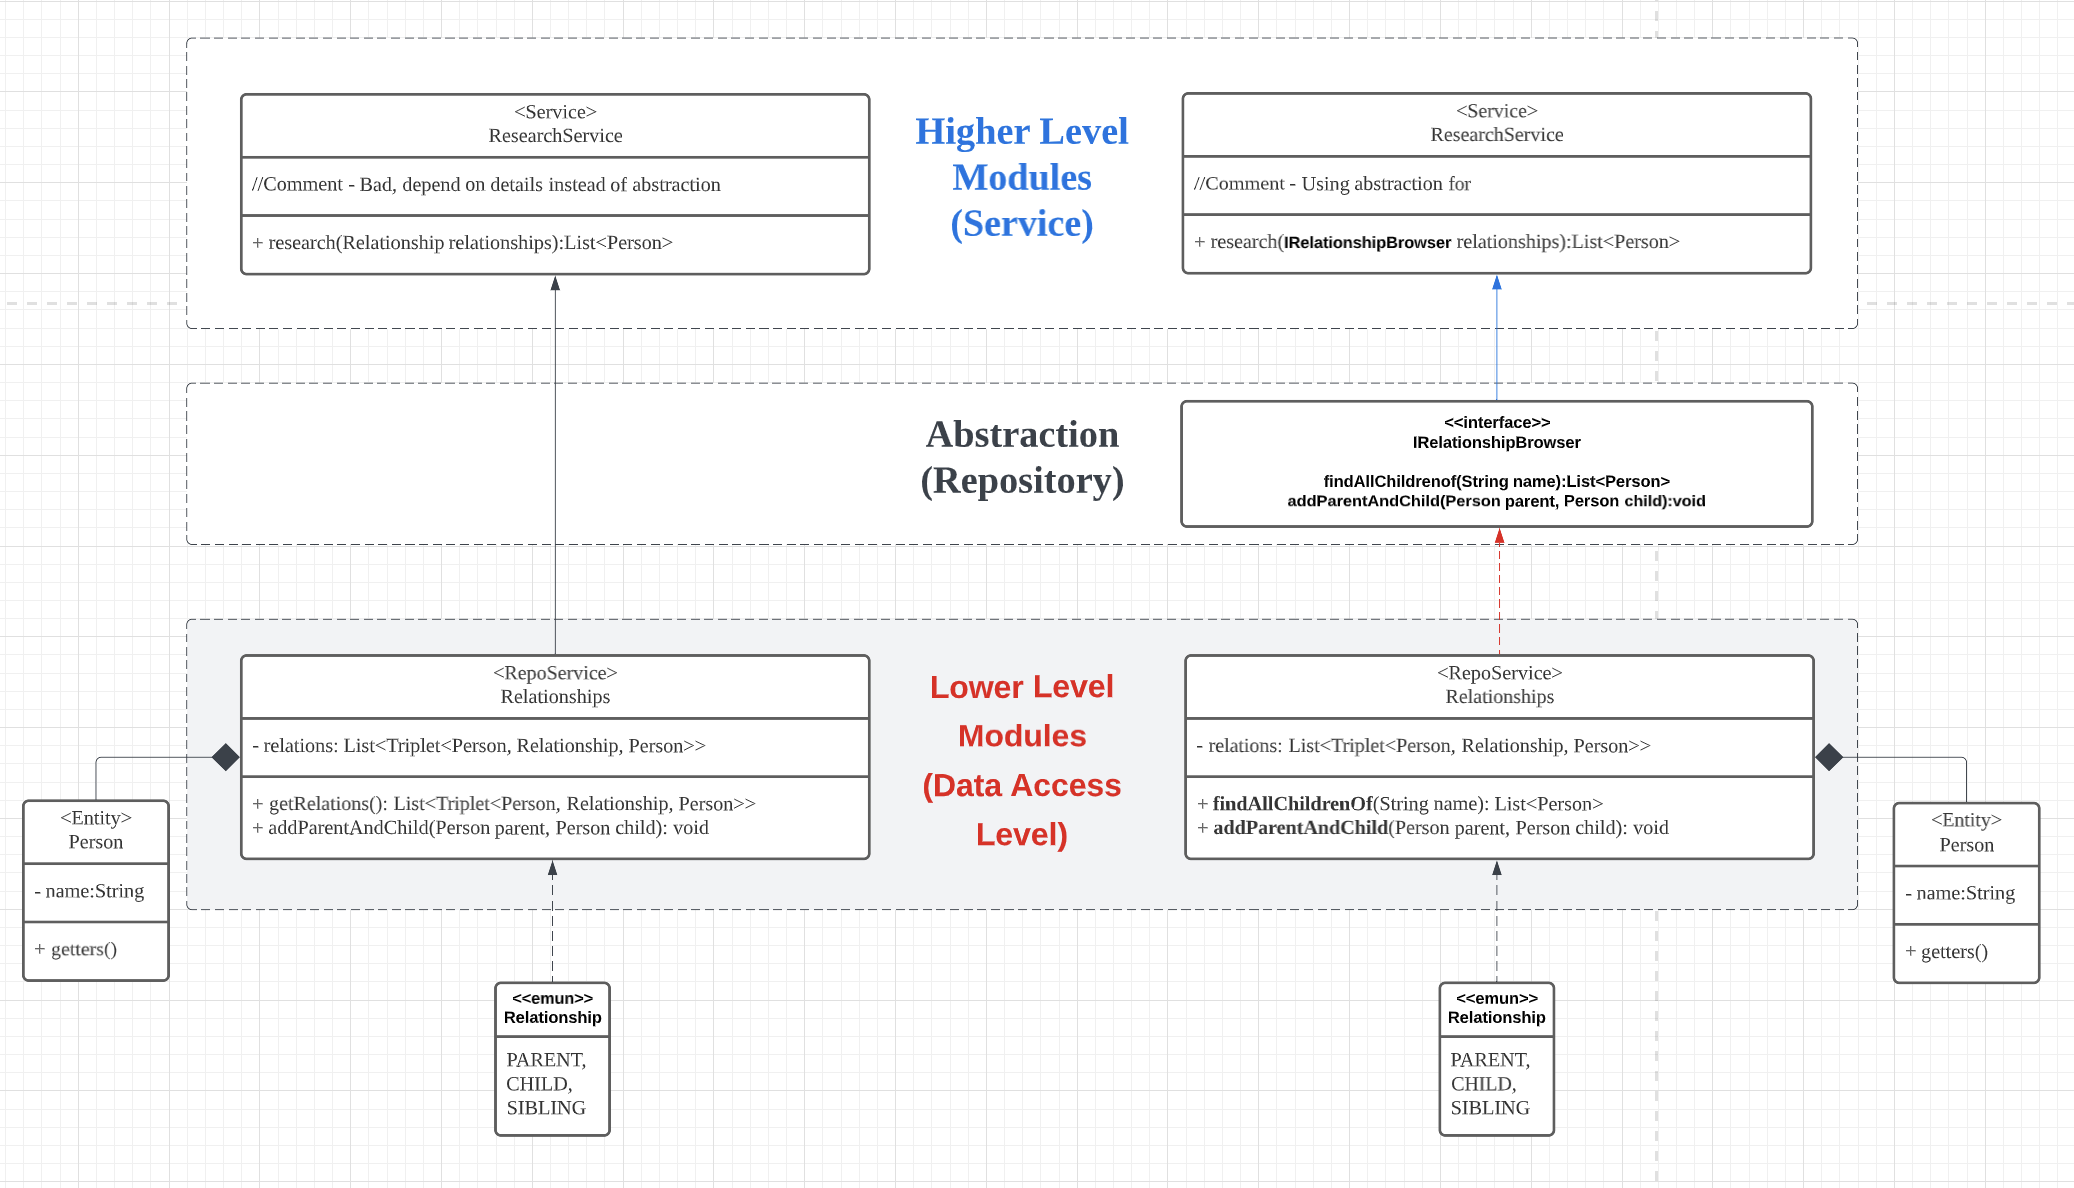 <Service>
ResearchService
//Comment - Bad, depend on details instead of abstraction
+ research(Relationship relationships):List<Person>
Higher Level
Modules
(Service)
<Service>
ResearchService
//Comment - Using abstraction for
+ research(IRelationshipBrowser relationships):List<Person>
Abstraction
(Repository)
<<interface>>
IRelationshipBrowser
findAllChildrenof(String name):List<Person>
addParentAndChild(Person parent, Person child):void
<RepoService>
Relationships
- relations: List<Triplet<Person, Relationship, Person>>
+ getRelations(): List<Triplet<Person, Relationship, Person>>
+ addParentAndChild(Person parent, Person child): void
Lower Level
Modules
(Data Access
Level)
<RepoService>
Relationships
- relations: List<Triplet<Person, Relationship, Person>>
+ findAllChildrenOf(String name): List<Person>
+ addParentAndChild(Person parent, Person child): void
<Entity>
Person
- name:String
+ getters()
<Entity>
Person
- name:String
+ getters()
<<emun>>
Relationship
PARENT,
CHILD,
SIBLING
<<emun>>
Relationship
PARENT,
CHILD,
SIBLING